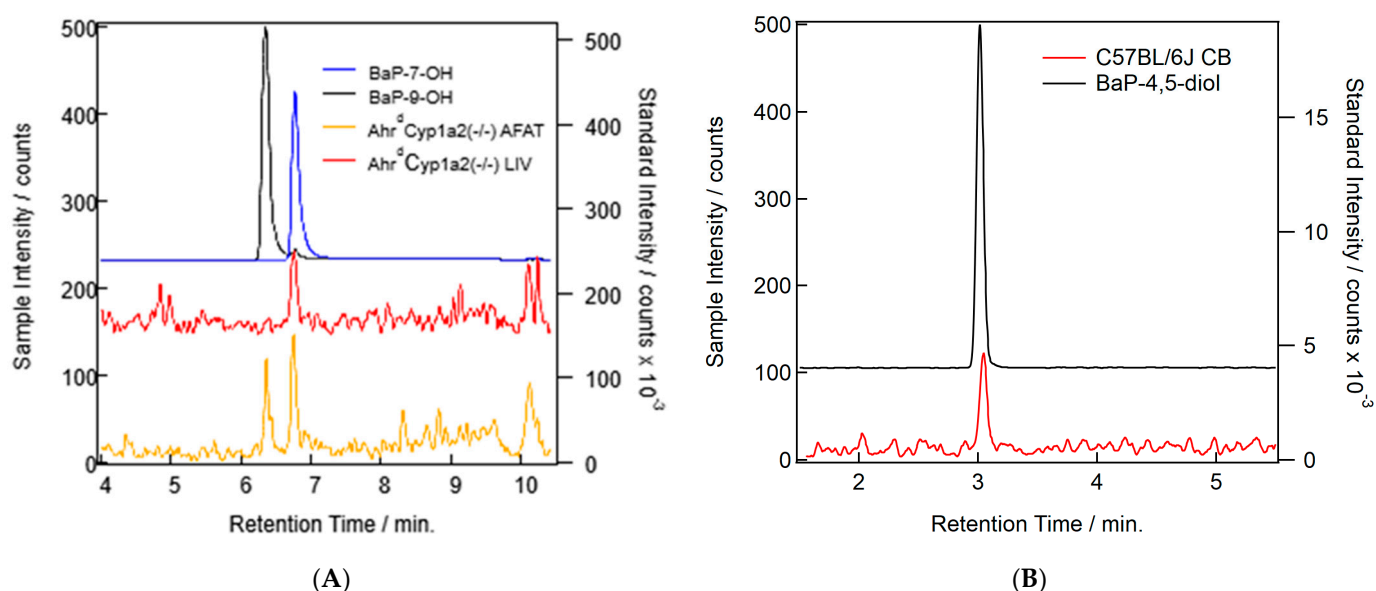 500
400
300
200
100
0
Sample Intensity / counts
4 5 6 7 8 9 10
Retention Time / min.
500
400
300
200
100
0
Standard Intensity / counts x 10⁻³
BaP-7-OH
BaP-9-OH
AhrᵈCyp1a2(-/-) AFAT
AhrᵈCyp1a2(-/-) LIV
(A)
500
400
300
200
100
0
Sample Intensity / counts
2 3 4 5
Retention Time / min.
15
10
5
0
Standard Intensity / counts x 10⁻³
C57BL/6J CB
BaP-4,5-diol
(B)